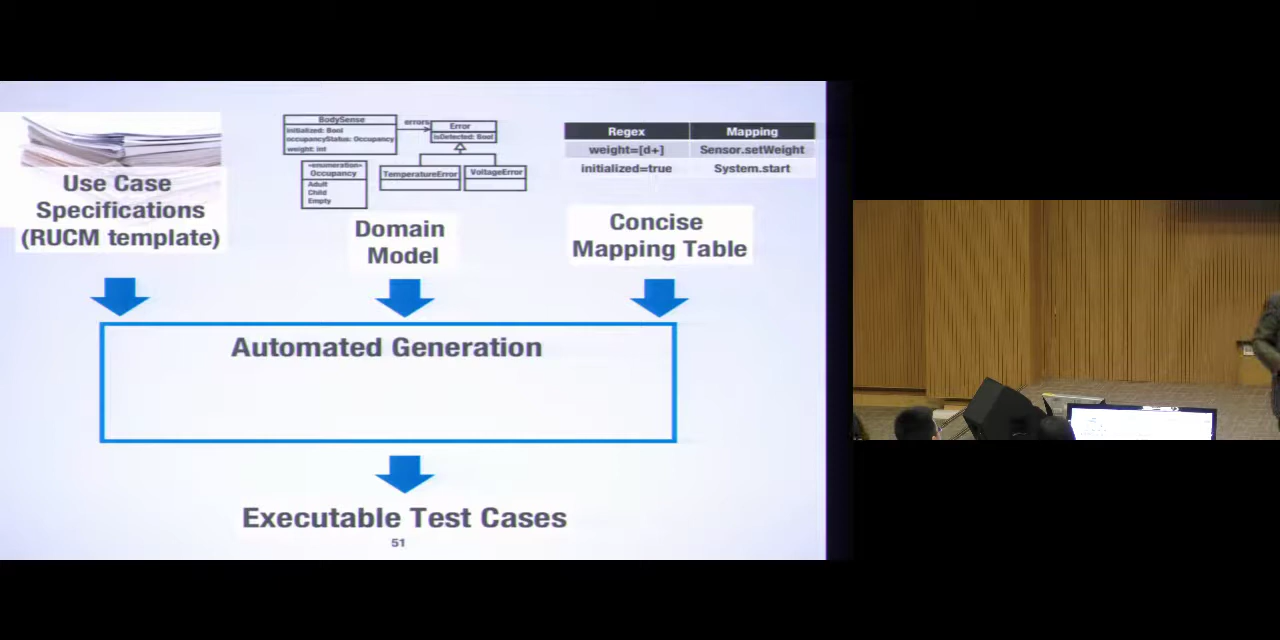 Use Case
Specifications
(RUCM template)
BodySense
initialized: Bool
occupancyStatus: Occupancy
weight: int
errors
Error
isDetected: Bool
«enumeration»
Occupancy
Adult
Child
Empty
TemperatureError
VoltageError
Domain
Model
Regex Mapping
weight=[d+] Sensor.setWeight
initialized=true System.start
Concise
Mapping Table
Automated Generation
Executable Test Cases
51